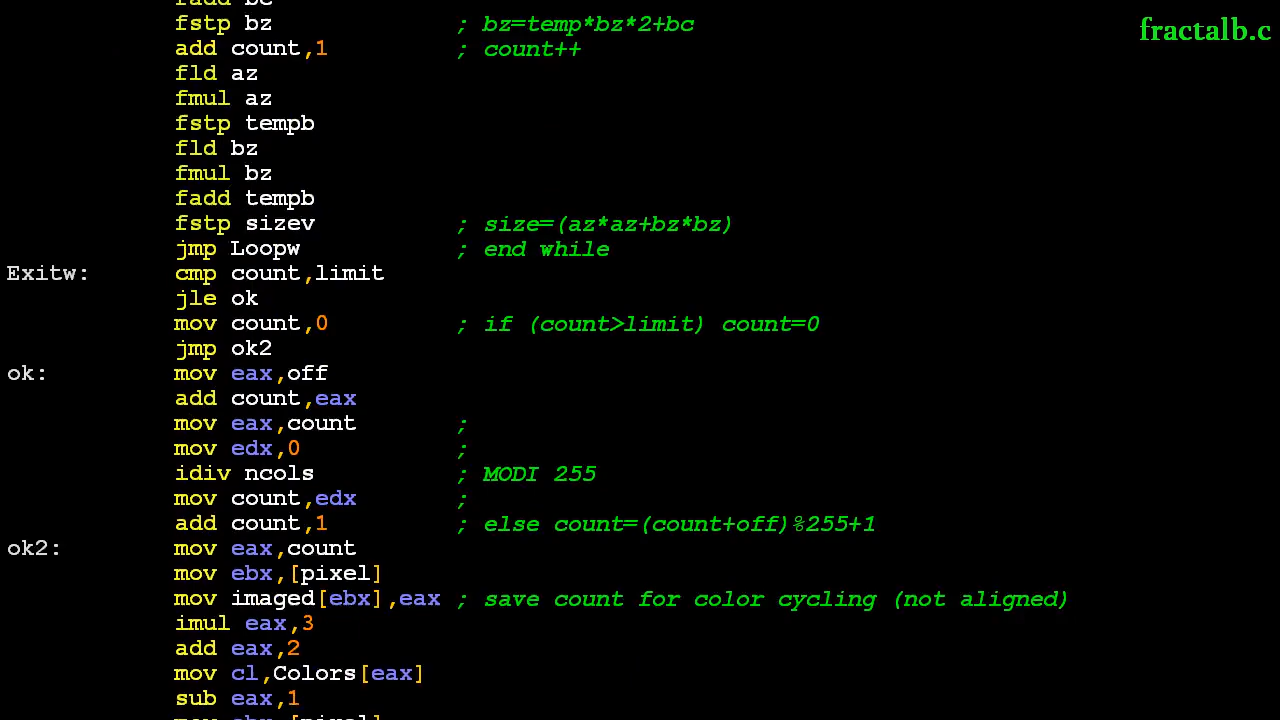 fadd bc
fstp bz ; bz=temp*bz*2+bc
fractalb.c
add count,1 ; count++
fld az
fmul az
fstp tempb
fld bz
fmul bz
fadd tempb
fstp sizev ; size=(az*az+bz*bz)
jmp Loopw ; end while
Exitw: cmp count,limit
jle ok
mov count,0 ; if (count>limit) count=0
jmp ok2
ok: mov eax,off
add count,eax
mov eax,count ;
mov edx,0 ;
idiv ncols ; MODI 255
mov count,edx ;
add count,1 ; else count=(count+off)%255+1
ok2: mov eax,count
mov ebx,[pixel]
mov imaged[ebx],eax ; save count for color cycling (not aligned)
imul eax,3
add eax,2
mov cl,Colors[eax]
sub eax,1
mov ebx,[pixel]